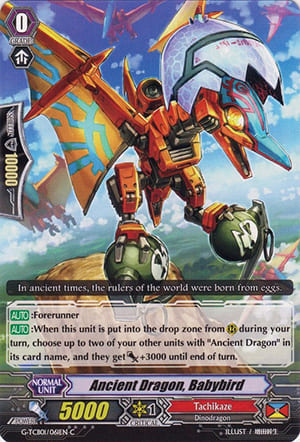 0
GRADE
10000
In ancient times, the rulers of the world were born from eggs.
AUTO :Forerunner
AUTO :When this unit is put into the drop zone from during your
turn, choose up to two of your other units with "Ancient Dragon" in
its card name, and they get +3000 until end of turn.
NORMAL
UNIT
Ancient Dragon, Babybird
POWER
5000
1
CRITICAL
Tachikaze
Dinodragon
G-TCB01/061EN C
ILLUST /